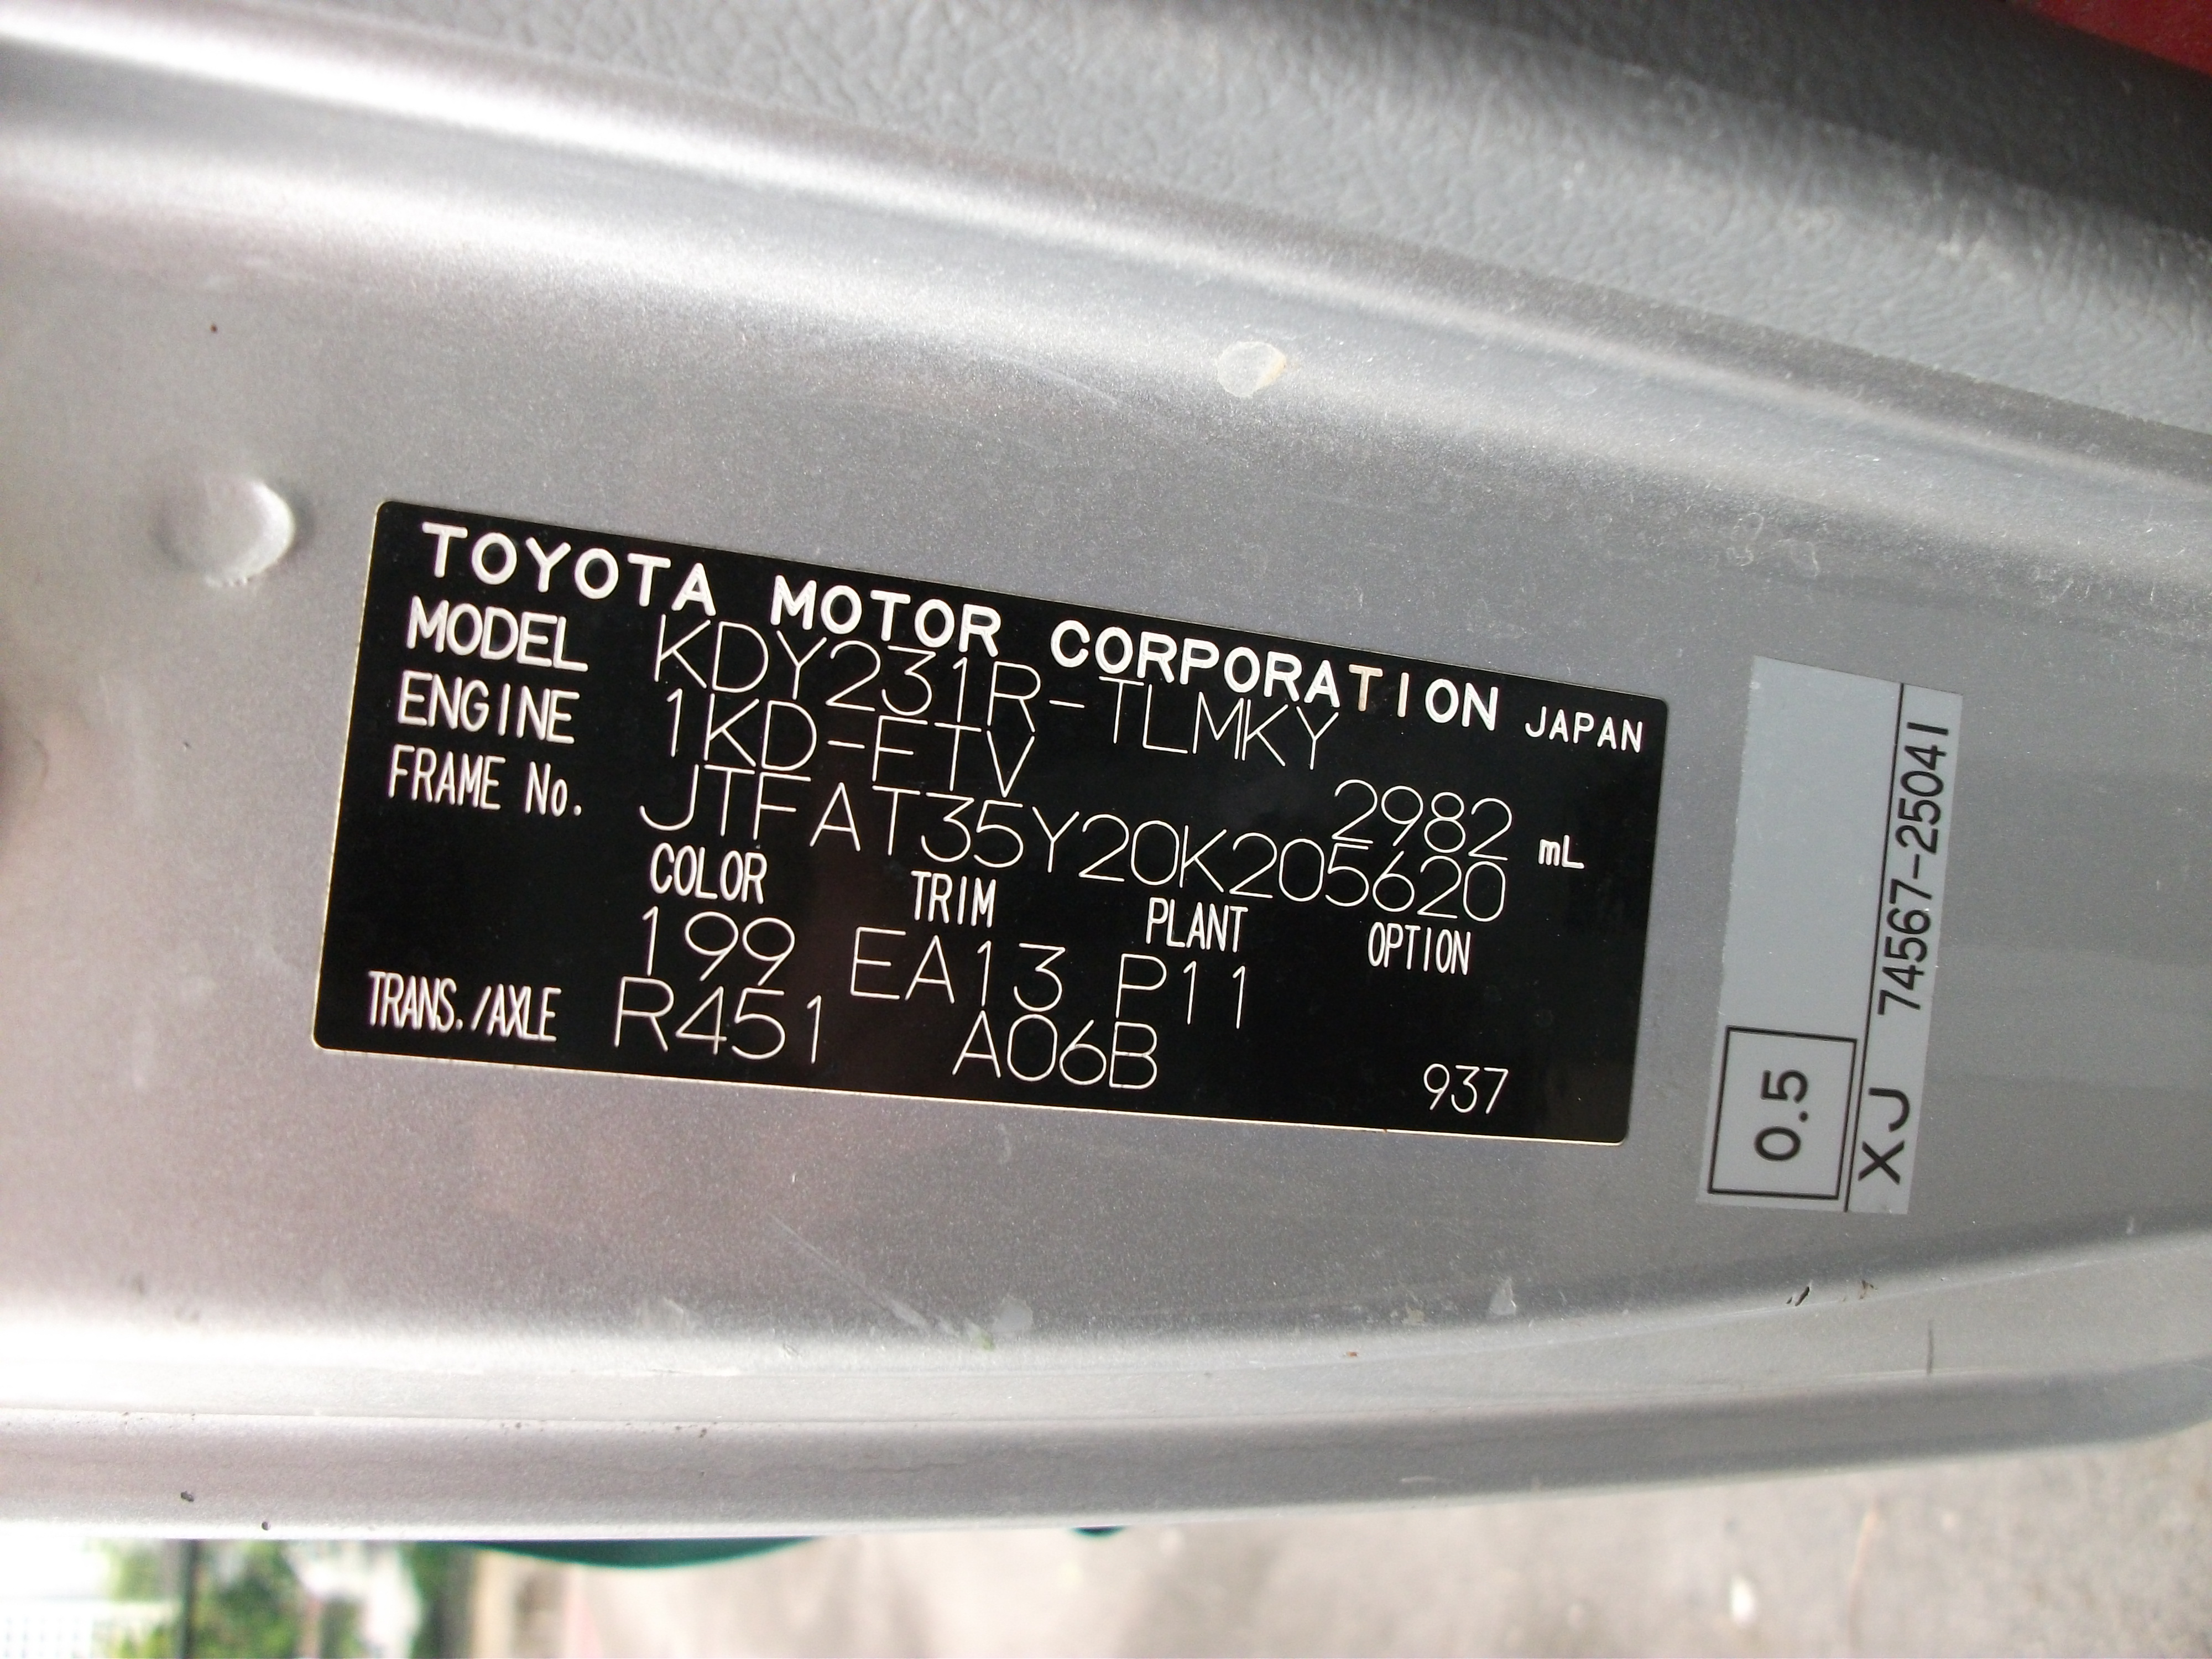 TOYOTA MOTOR CORPORATION JAPAN
MODEL KDY231R-TLMKY
ENGINE 1KD-FTV 2982 mL
FRAME No. JTFAT35Y20K205620
COLOR TRIM PLANT OPTION
199 EA13 P11
TRANS./AXLE R451 A06B 937
0.5
XJ 74567-25041